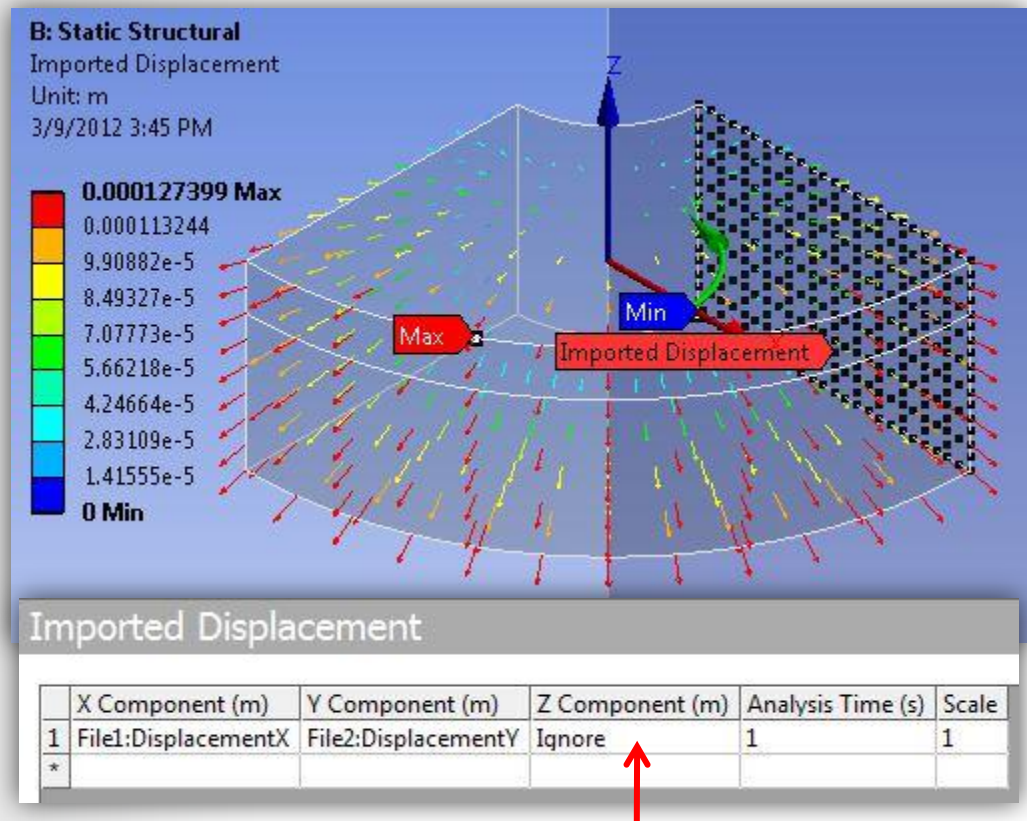 B: Static Structural
Imported Displacement
Unit: m
3/9/2012 3:45 PM
0.000127399 Max
0.000113244
9.90882e-5
8.49327e-5
7.07773e-5
5.66218e-5
4.24664e-5
2.83109e-5
1.41555e-5
0 Min
Z
Min
Max
Imported Displacement
Imported Displacement
X Component (m) Y Component (m) Z Component (m) Analysis Time (s) Scale
1 File1:DisplacementX File2:DisplacementY Ignore 1 1
*